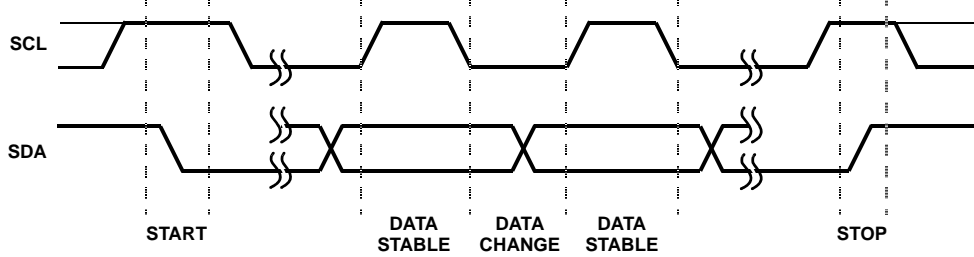 SCL
SDA
START
DATA
STABLE
DATA
CHANGE
DATA
STABLE
STOP